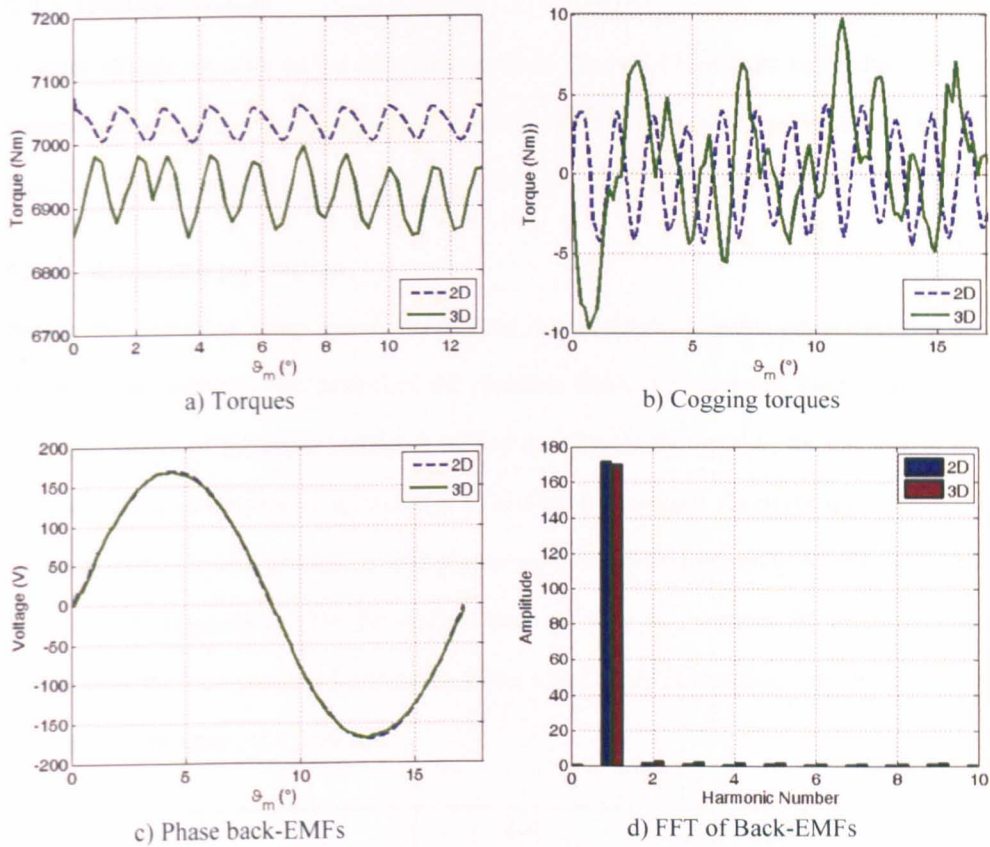 7200
7100
7000
6900
6800
6700
Torque (Nm)
0 2 4 6 8 10 12
ϑm (°)
2D
3D
a) Torques
10
5
0
-5
-10
Torque (Nm))
0 5 10 15
ϑm (°)
2D
3D
b) Cogging torques
200
150
100
50
0
-50
-100
-150
-200
Voltage (V)
0 5 10 15
ϑm (°)
2D
3D
c) Phase back-EMFs
180
160
140
120
100
80
60
40
20
0
Amplitude
0 2 4 6 8 10
Harmonic Number
2D
3D
d) FFT of Back-EMFs